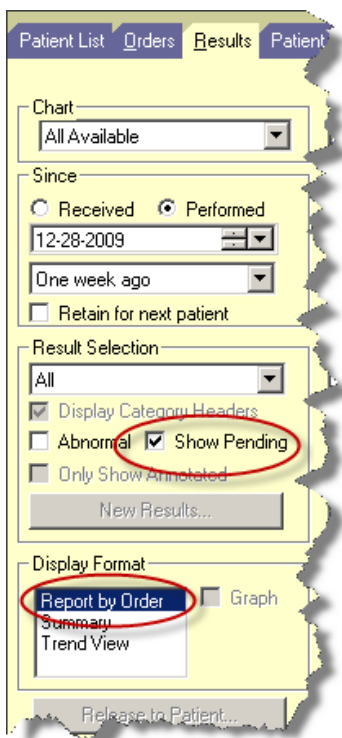 Patient List Orders Results Patient
Chart
All Available
Since
Received Performed
12-28-2009
One week ago
Retain for next patient
Result Selection
All
Display Category Headers
Abnormal Show Pending
Only Show Annotated
New Results...
Display Format
Report by Order Graph
Summary
Trend View
Release to Patient...